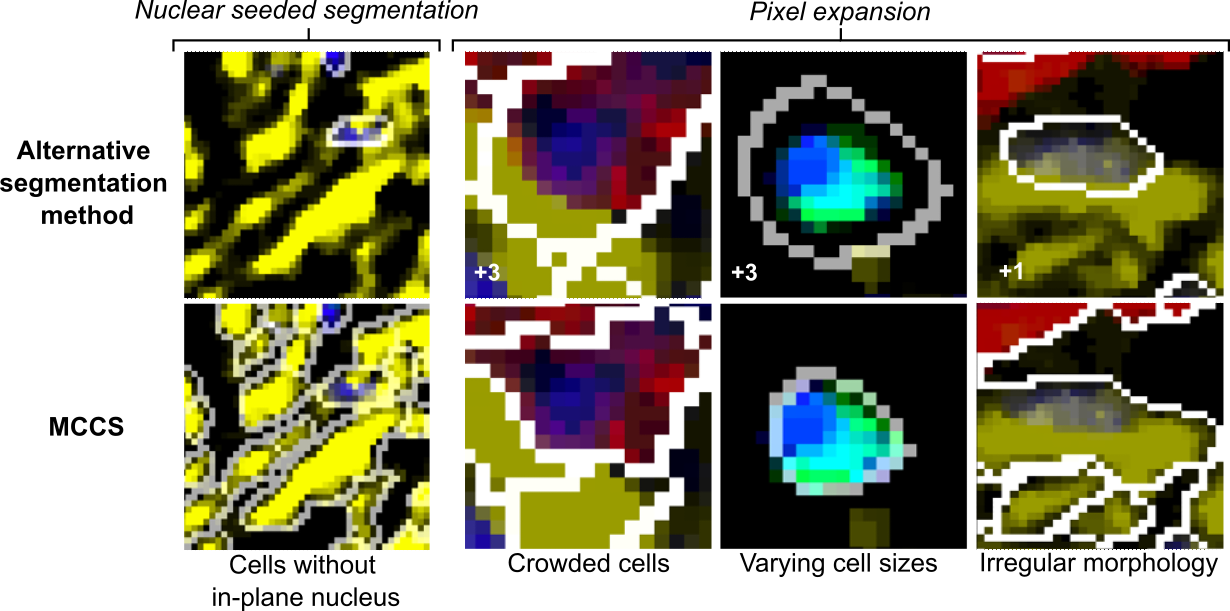 Nuclear seeded segmentation
Pixel expansion
Alternative
segmentation
method
+3
+3
+1
MCCS
Cells without
in-plane nucleus
Crowded cells
Varying cell sizes
Irregular morphology